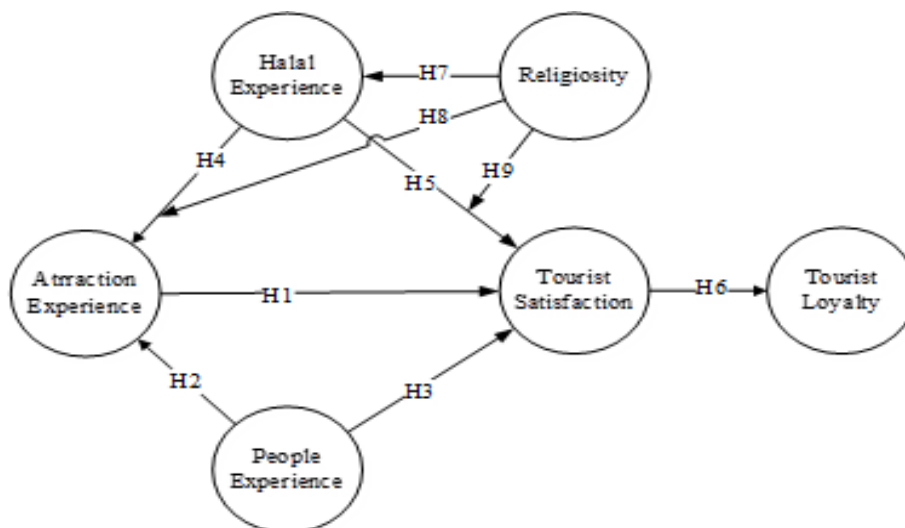 Halal
Experience
H7
Religiosity
H8
H4
H5
H9
Atrraction
Experience
H1
Tourist
Satisfaction
H6
Tourist
Loyalty
H2
H3
People
Experience